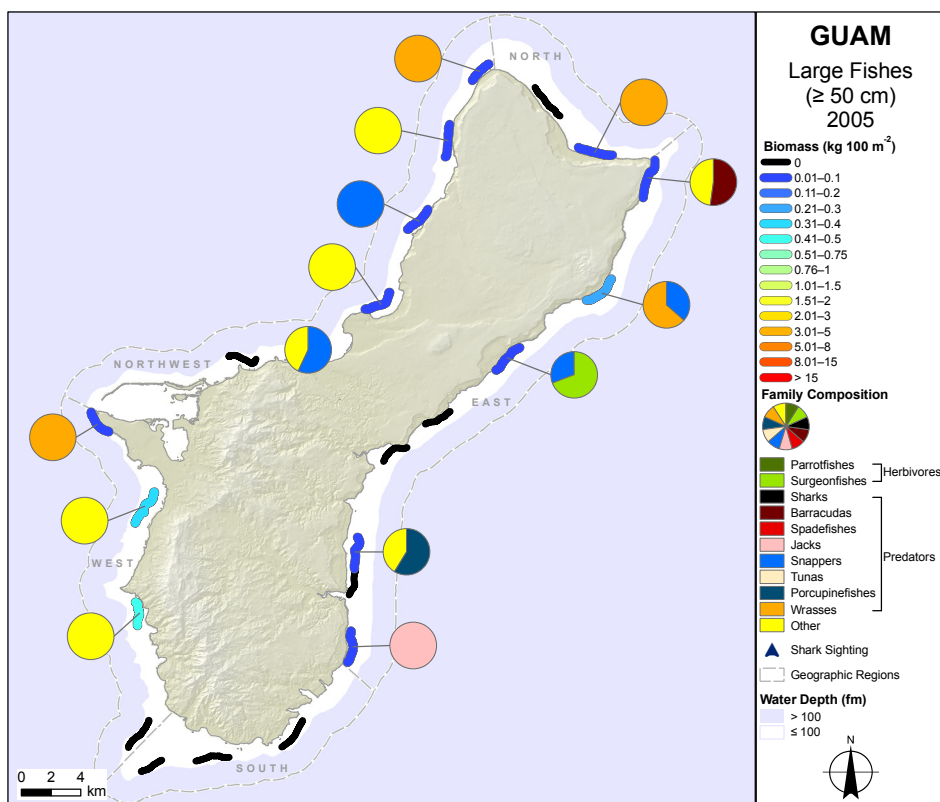 GUAM
Large Fishes
(≥ 50 cm)
2005
Biomass (kg 100 m⁻²)
0
0.01–0.1
0.11–0.2
0.21–0.3
0.31–0.4
0.41–0.5
0.51–0.75
0.76–1
1.01–1.5
1.51–2
2.01–3
3.01–5
5.01–8
8.01–15
> 15
Family Composition
Parrotfishes
Surgeonfishes
Herbivores
Sharks
Barracudas
Spadefishes
Jacks
Snappers
Tunas
Porcupinefishes
Wrasses
Predators
Other
Shark Sighting
Geographic Regions
Water Depth (fm)
> 100
≤ 100
N
NORTH
NORTHWEST
EAST
WEST
SOUTH
0 2 4
km